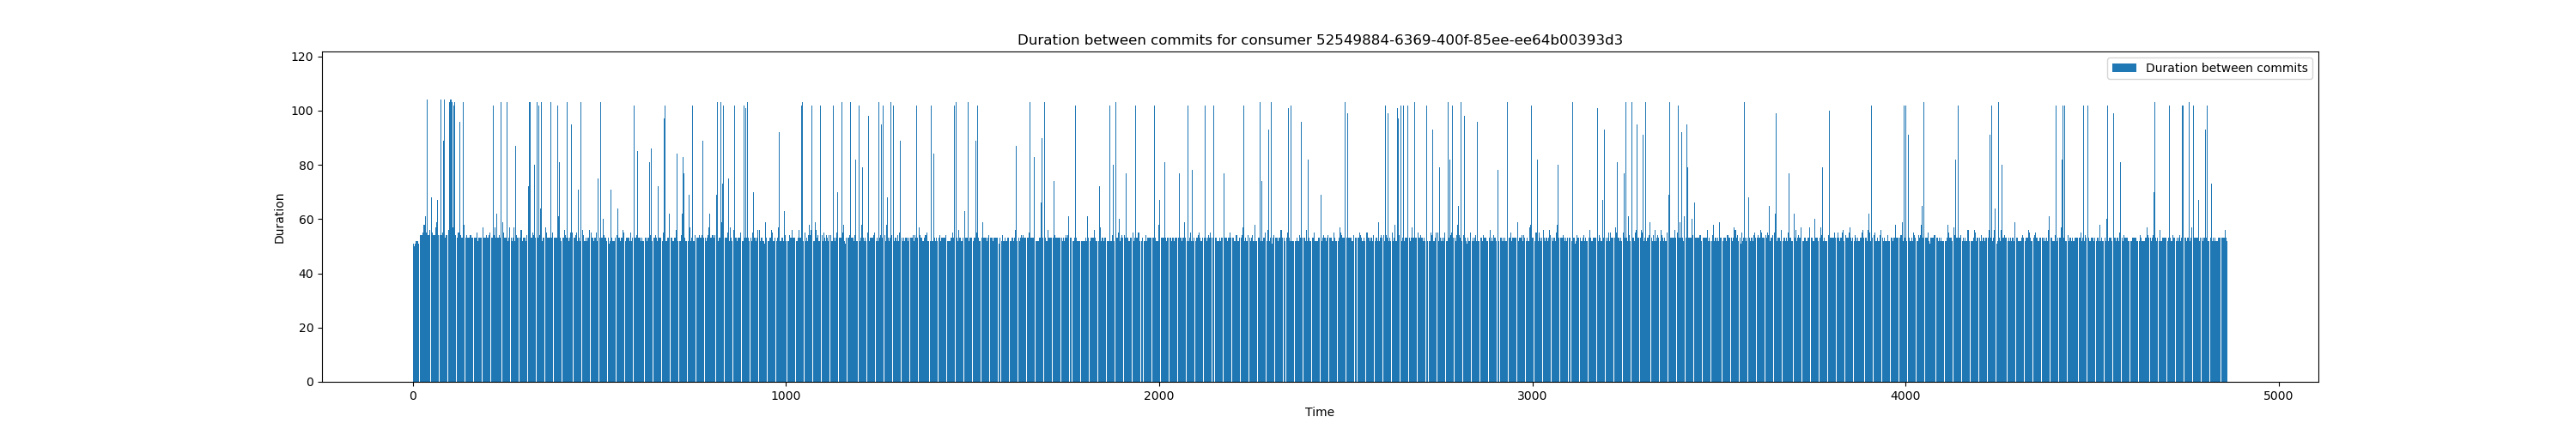 Duration between commits for consumer 52549884-6369-400f-85ee-ee64b00393d3
120
100
80
60
40
20
0
Duration
Duration between commits
0 1000 2000 3000 4000 5000
Time